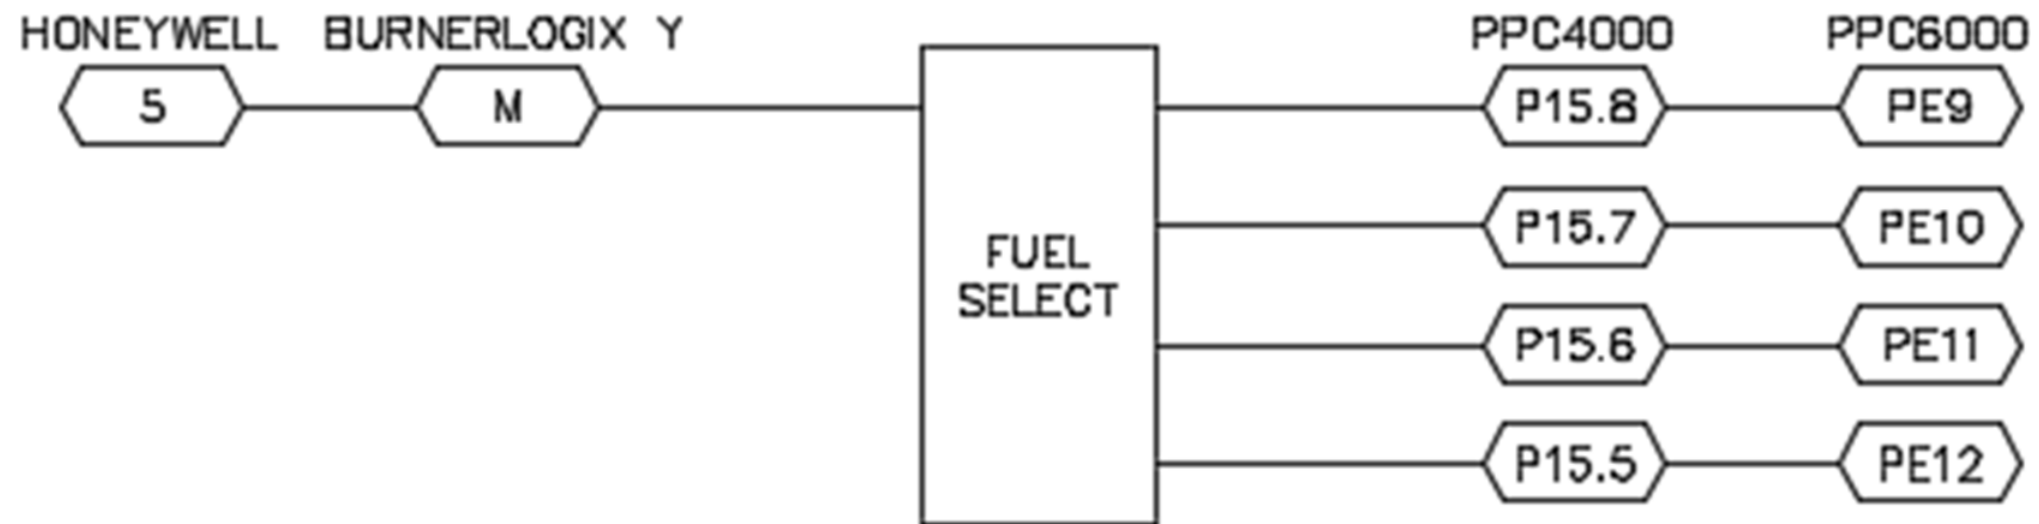 HONEYWELL BURNERLOGIX Y PPC4000 PPC6000
5 M P15.8 PE9
P15.7 PE10
FUEL
SELECT
P15.6 PE11
P15.5 PE12